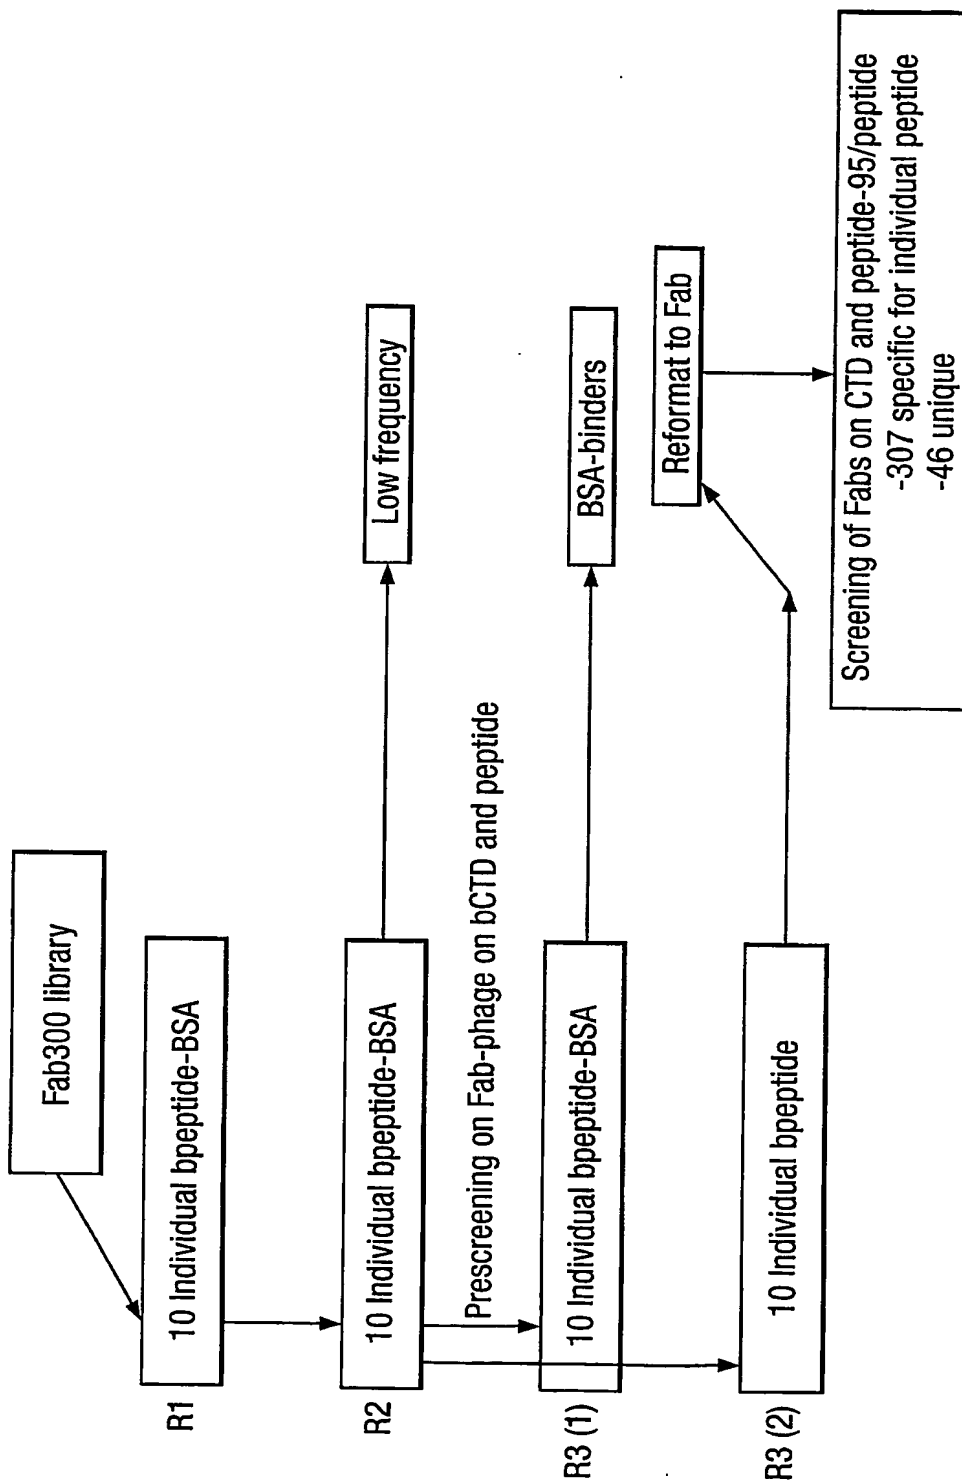 Fab300 library
R1
10 Individual bpeptide-BSA
R2
10 Individual bpeptide-BSA
Low frequency
Prescreening on Fab-phage on bCTD and peptide
R3 (1)
10 Individual bpeptide-BSA
BSA-binders
R3 (2)
10 Individual bpeptide
Reformat to Fab
Screening of Fabs on CTD and peptide-95/peptide
-307 specific for individual peptide
-46 unique